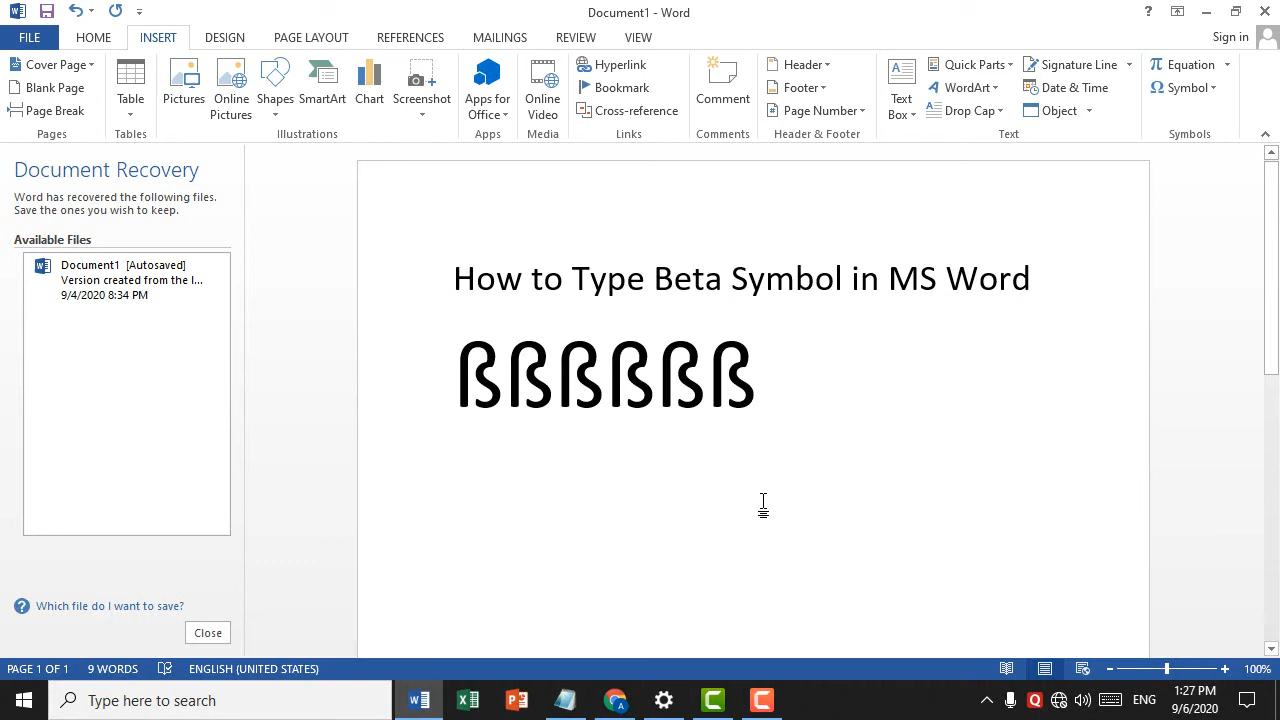 Document1 - Word
Sign in
FILE HOME INSERT DESIGN PAGE LAYOUT REFERENCES MAILINGS REVIEW VIEW
Cover Page
Blank Page
Page Break
Pages
Table
Tables
Pictures
Online Pictures
Shapes
SmartArt
Chart
Screenshot
Illustrations
Apps for Office
Apps
Online Video
Media
Hyperlink
Bookmark
Cross-reference
Links
Comment
Comments
Header
Footer
Page Number
Header & Footer
Text Box
Quick Parts
WordArt
Drop Cap
Signature Line
Date & Time
Object
Text
Equation
Symbol
Symbols
Document Recovery
Word has recovered the following files.
Save the ones you wish to keep.
Available Files
Document1 [Autosaved]
Version created from the l...
9/4/2020 8:34 PM
Which file do I want to save?
Close
How to Type Beta Symbol in MS Word
ßßßßßß
PAGE 1 OF 1 9 WORDS ENGLISH (UNITED STATES) 100%
Type here to search
ENG
1:27 PM
9/6/2020